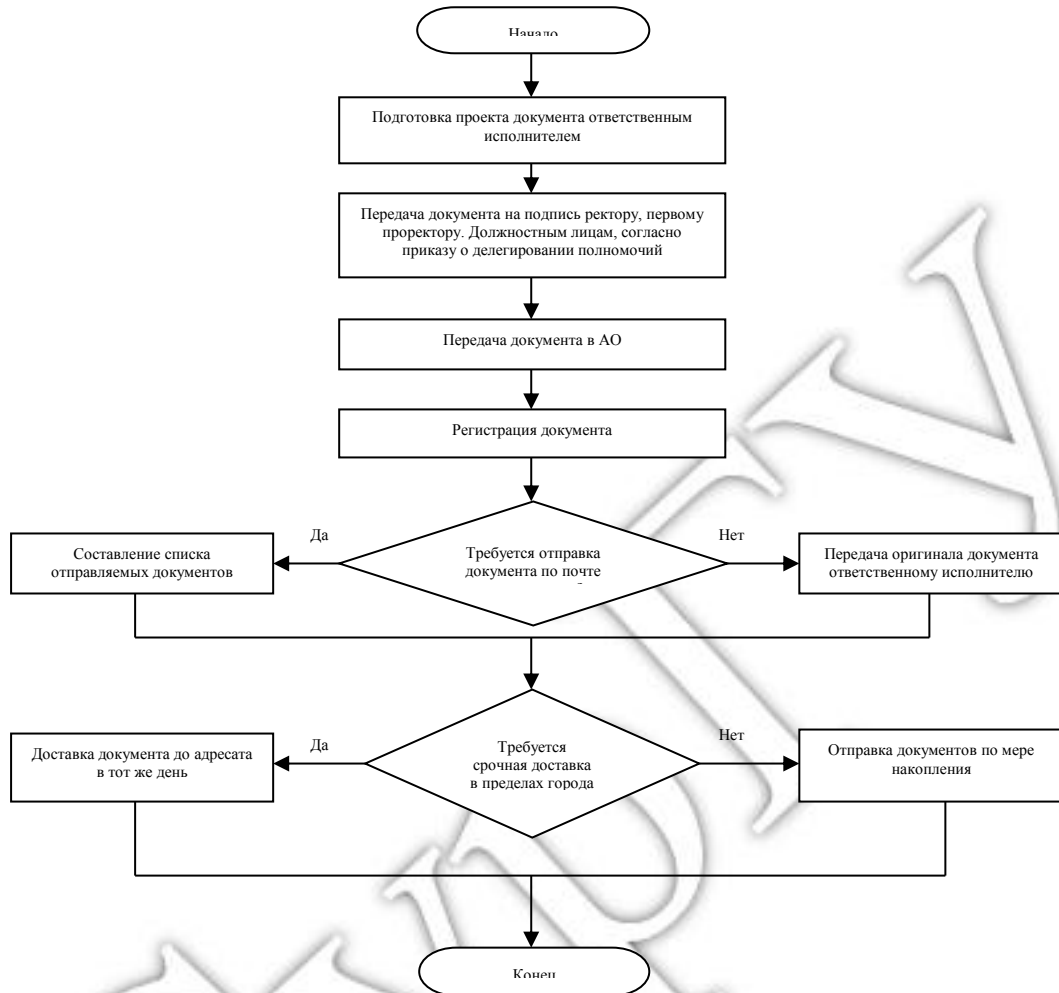 Начало
Подготовка проекта документа ответственным
исполнителем
Передача документа на подпись ректору, первому
проректору. Должностным лицам, согласно
приказу о делегировании полномочий
Передача документа в АО
Регистрация документа
Да
Нет
Составление списка
отправляемых документов
Требуется отправка
документа по почте
Передача оригинала документа
ответственному исполнителю
Да
Нет
Доставка документа до адресата
в тот же день
Требуется
срочная доставка
в пределах города
Отправка документов по мере
накопления
Конец